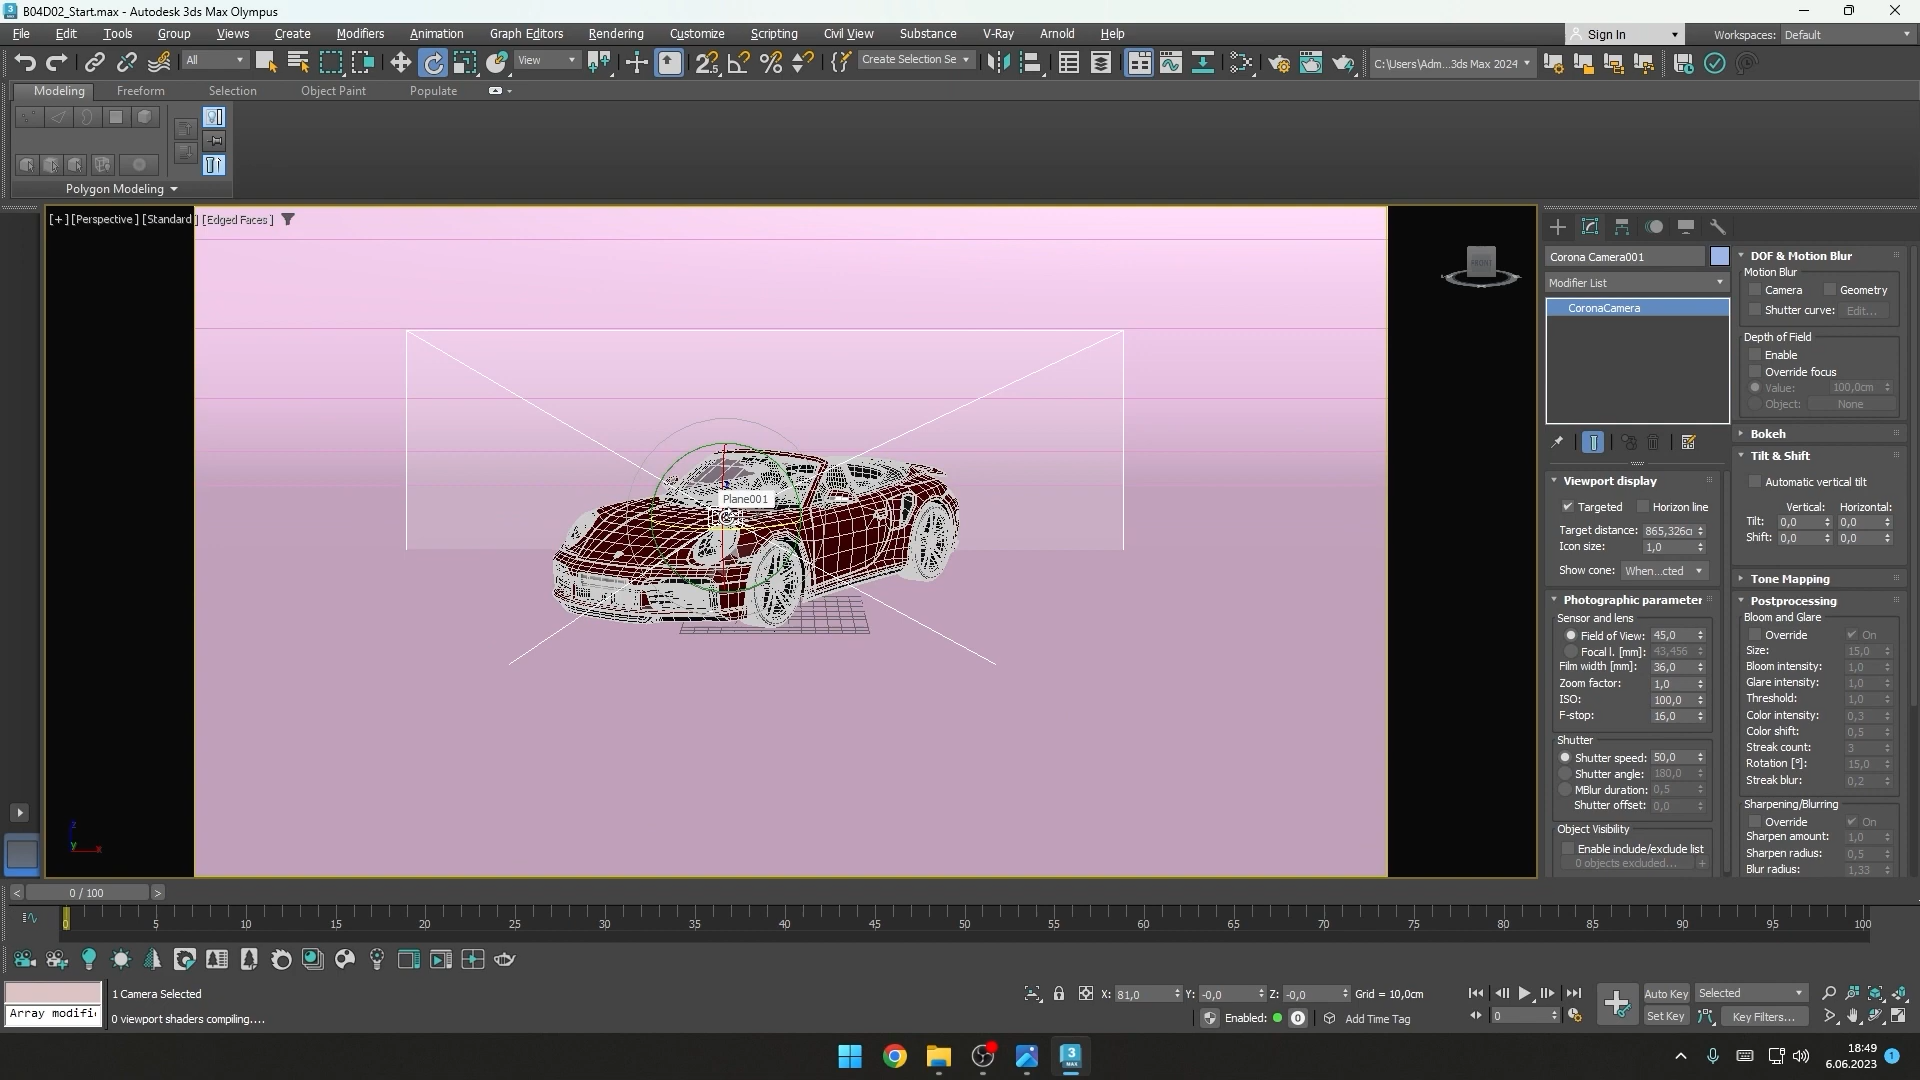 B04D02_Start.max - Autodesk 3ds Max Olympus
File Edit Tools Group Views Create Modifiers Animation Graph Editors Rendering Customize Scripting Civil View Substance V-Ray Arnold Help
Sign In
Workspaces: Default
All
View
Create Selection Se
C:\Users\Adm...3ds Max 2024
Modeling Freeform Selection Object Paint Populate
Polygon Modeling
[+] [Perspective] [Standard] [Edged Faces]
FRONT
Plane001
z
y
x
Corona Camera001
Modifier List
CoronaCamera
Viewport display
Targeted Horizon line
Target distance: 865,326c
Icon size: 1,0
Show cone: When...cted
Photographic parameter
Sensor and lens
Field of View: 45,0
Focal l. [mm]: 43,456
Film width [mm]: 36,0
Zoom factor: 1,0
ISO: 100,0
F-stop: 16,0
Shutter
Shutter speed: 50,0
Shutter angle: 180,0
MBlur duration: 0,5
Shutter offset: 0,0
Object Visibility
Enable include/exclude list
0 objects excluded... +
DOF & Motion Blur
Motion Blur
Camera Geometry
Shutter curve: Edit...
Depth of Field
Enable
Override focus
Value: 100,0cm
Object: None
Bokeh
Tilt & Shift
Automatic vertical tilt
Vertical: Horizontal:
Tilt: 0,0 0,0
Shift: 0,0 0,0
Tone Mapping
Postprocessing
Bloom and Glare
Override On
Size: 15,0
Bloom intensity: 1,0
Glare intensity: 1,0
Threshold: 1,0
Color intensity: 0,3
Color shift: 0,5
Streak count: 3
Rotation [°]: 15,0
Streak blur: 0,2
Sharpening/Blurring
Override On
Sharpen amount: 1,0
Sharpen radius: 0,5
Blur radius: 1,33
< 0 / 100 >
0 5 10 15 20 25 30 35 40 45 50 55 60 65 70 75 80 85 90 95 100
1 Camera Selected
Array modifi
0 viewport shaders compiling....
X: 81,0 Y: -0,0 Z: -0,0 Grid = 10,0cm
Enabled: 0 Add Time Tag
0
Auto Key Selected
Set Key Key Filters...
18:49
6.06.2023
1
3
MAX